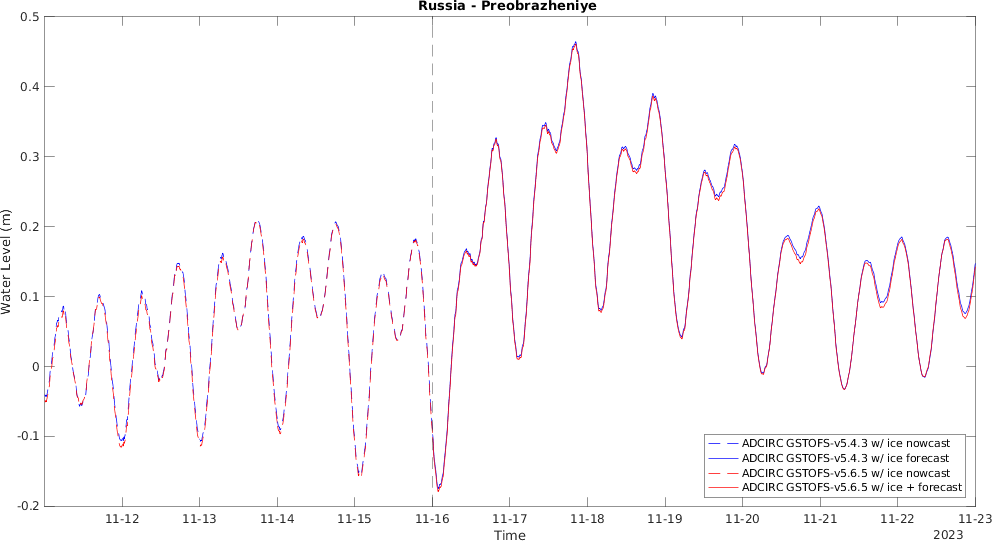 Russia - Preobrazheniye
0.5
0.4
0.3
0.2
0.1
0
-0.1
-0.2
Water Level (m)
11-12 11-13 11-14 11-15 11-16 11-17 11-18 11-19 11-20 11-21 11-22 11-23
Time
2023
ADCIRC GSTOFS-v5.4.3 w/ ice nowcast
ADCIRC GSTOFS-v5.4.3 w/ ice forecast
ADCIRC GSTOFS-v5.6.5 w/ ice nowcast
ADCIRC GSTOFS-v5.6.5 w/ ice + forecast